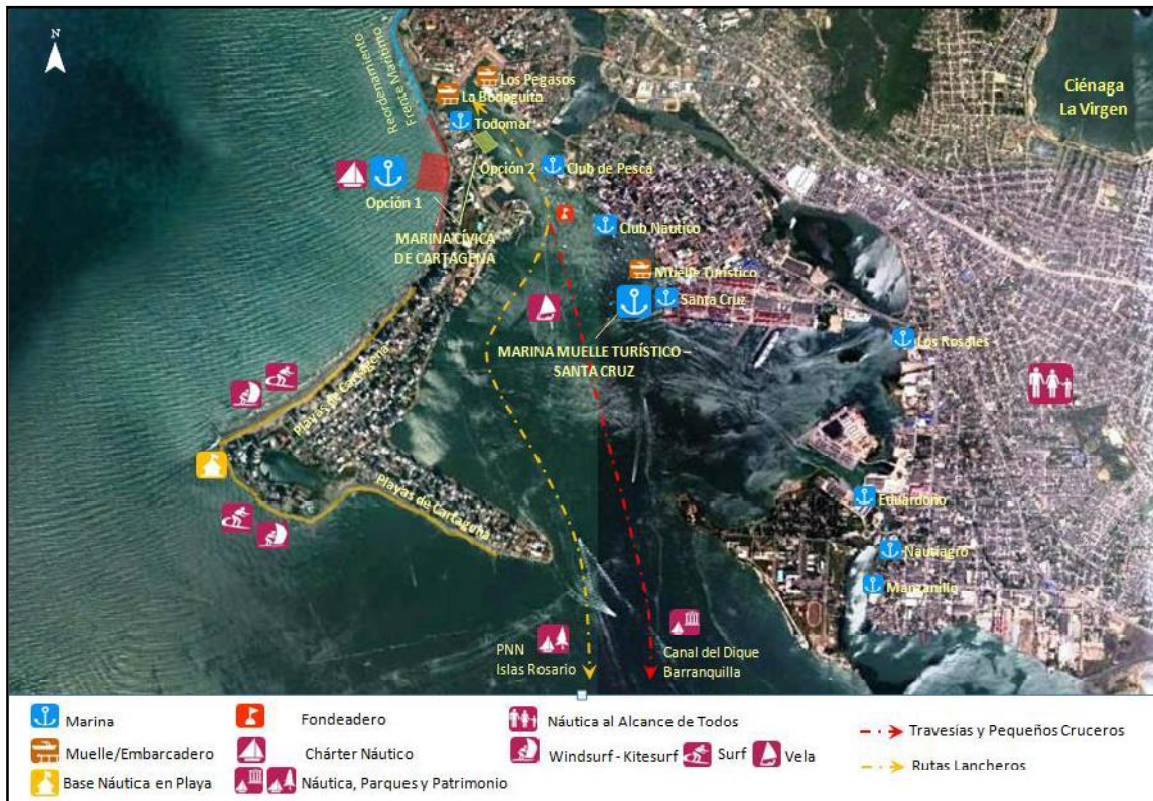 N
Reordenamiento
Frente Marítimo
Los Pegasos
La Bodeguita
Todomar
Ciénaga
La Virgen
Opción 2
Club de Pesca
Opción 1
MARINA CÍVICA
DE CARTAGENA
Club Náutico
Muelle Turístico
Santa Cruz
MARINA MUELLE TURÍSTICO –
SANTA CRUZ
Los Rosales
Playas de Cartagena
Playas de Cartagena
Eduardoño
Nautiagro
Manzanillo
PNN
Islas Rosario
Canal del Dique
Barranquilla
Marina
Fondeadero
Náutica al Alcance de Todos
Travesías y Pequeños Cruceros
Muelle/Embarcadero
Chárter Náutico
Windsurf - Kitesurf
Surf
Vela
Rutas Lancheros
Base Náutica en Playa
Náutica, Parques y Patrimonio